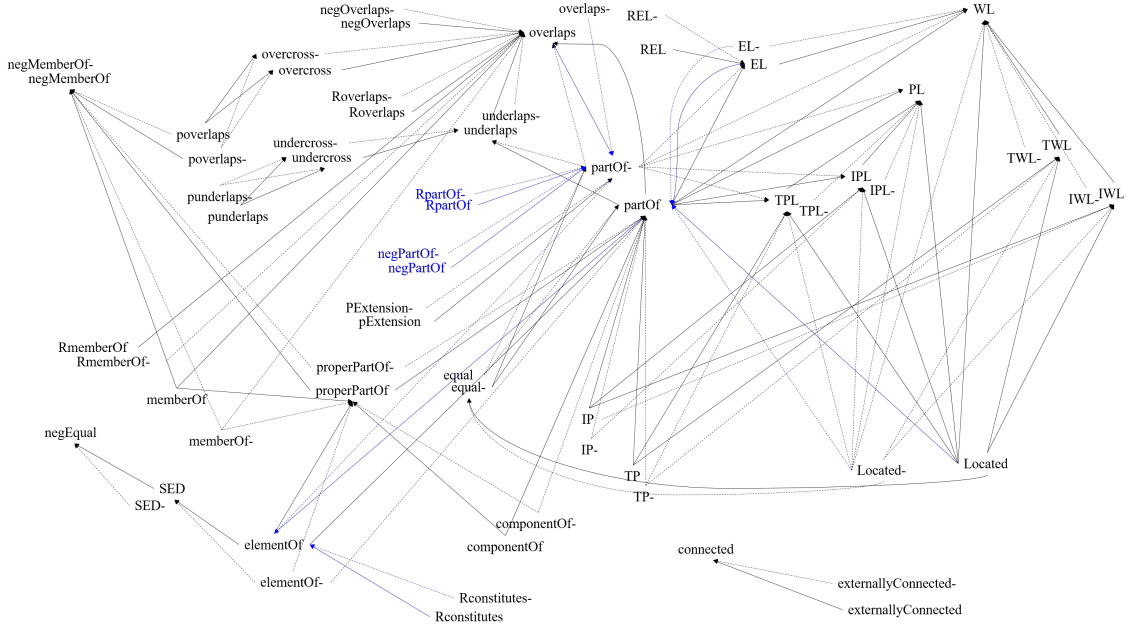 negOverlaps-
overlaps-
WL
REL-
negOverlaps
overlaps
EL-
REL
overcross-
negMemberOf-
EL
overcross
negMemberOf
PL
Roverlaps-
Roverlaps
underlaps-
poverlaps
underlaps
undercross-
TWL
undercross
TWL-
poverlaps-
partOf-
IPL
IPL-
RpartOf-
punderlaps-
IWL
IWL-
TPL
RpartOf
partOf
TPL-
punderlaps
negPartOf-
negPartOf
PExtension-
pExtension
RmemberOf
RmemberOf-
properPartOf-
equal
equal-
properPartOf
memberOf
IP
negEqual
memberOf-
IP-
Located
Located-
TP
SED
TP-
SED-
componentOf-
elementOf
componentOf
connected
elementOf-
externallyConnected-
Rconstitutes-
externallyConnected
Rconstitutes